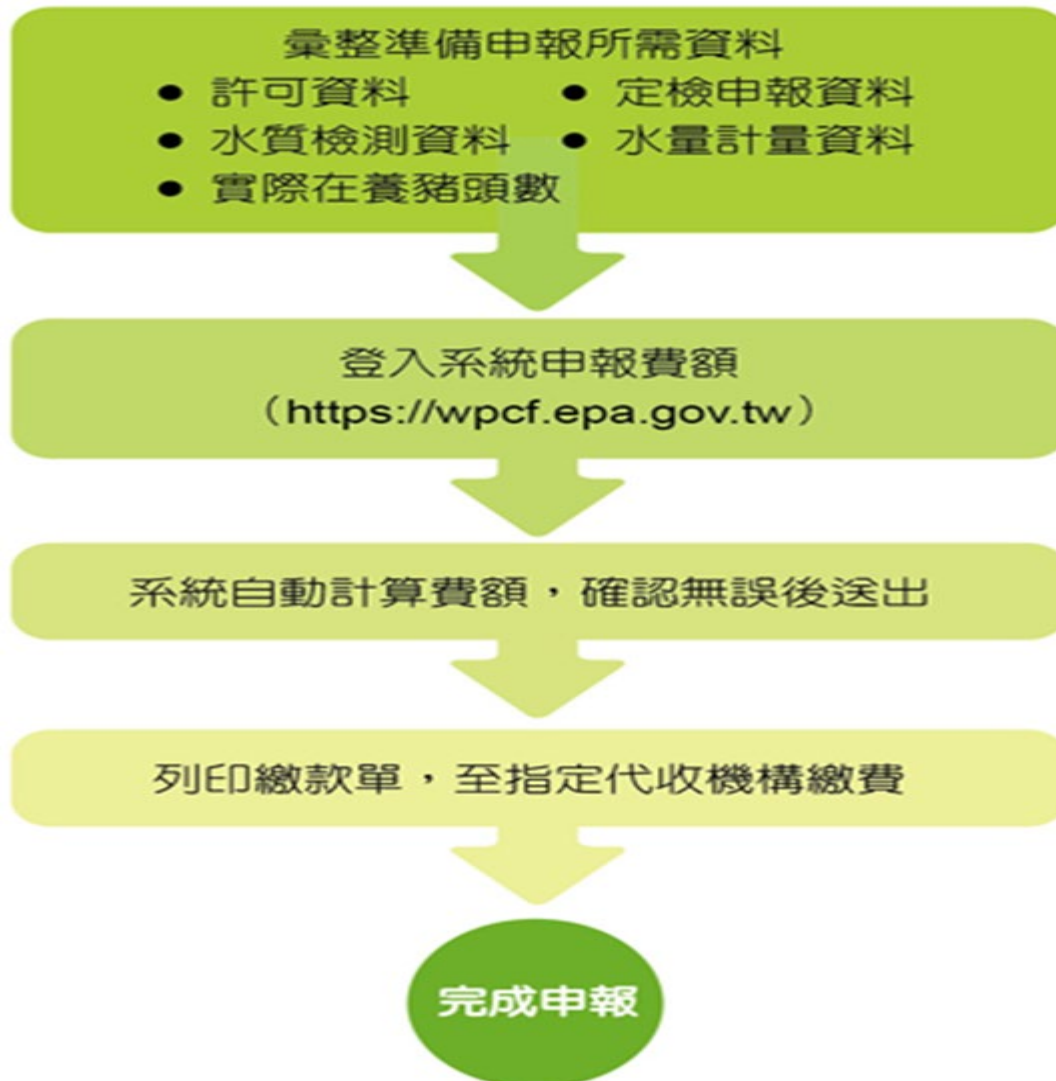 彙整準備申報所需資料
● 許可資料 ● 定檢申報資料
● 水質檢測資料 ● 水量計量資料
● 實際在養豬頭數
登入系統申報費額
（https://wpcf.epa.gov.tw）
系統自動計算費額，確認無誤後送出
列印繳款單，至指定代收機構繳費
完成申報